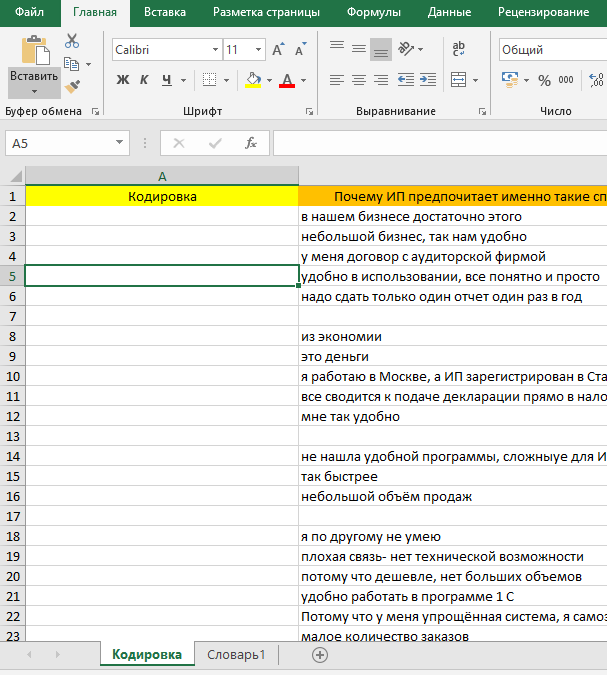 Файл Главная Вставка Разметка страницы Формулы Данные Рецензирование
Вставить
Calibri 11 A A ab Общий
Ж К Ч А % 000 ,00
Буфер обмена Шрифт Выравнивание Число
A5 fx
A
1 Кодировка Почему ИП предпочитает именно такие сп
2 в нашем бизнесе достаточно этого
3 небольшой бизнес, так нам удобно
4 у меня договор с аудиторской фирмой
5 удобно в использовании, все понятно и просто
6 надо сдать только один отчет один раз в год
7
8 из экономии
9 это деньги
10 я работаю в Москве, а ИП зарегистрирован в Ста
11 все сводится к подаче декларации прямо в нало
12 мне так удобно
13
14 не нашла удобной программы, сложныуе для И
15 так быстрее
16 небольшой объём продаж
17
18 я по другому не умею
19 плохая связь- нет технической возможности
20 потому что дешевле, нет больших объемов
21 удобно работать в программе 1 С
22 Потому что у меня упрощённая система, я самоз
23 малое количество заказов
Кодировка Словарь1